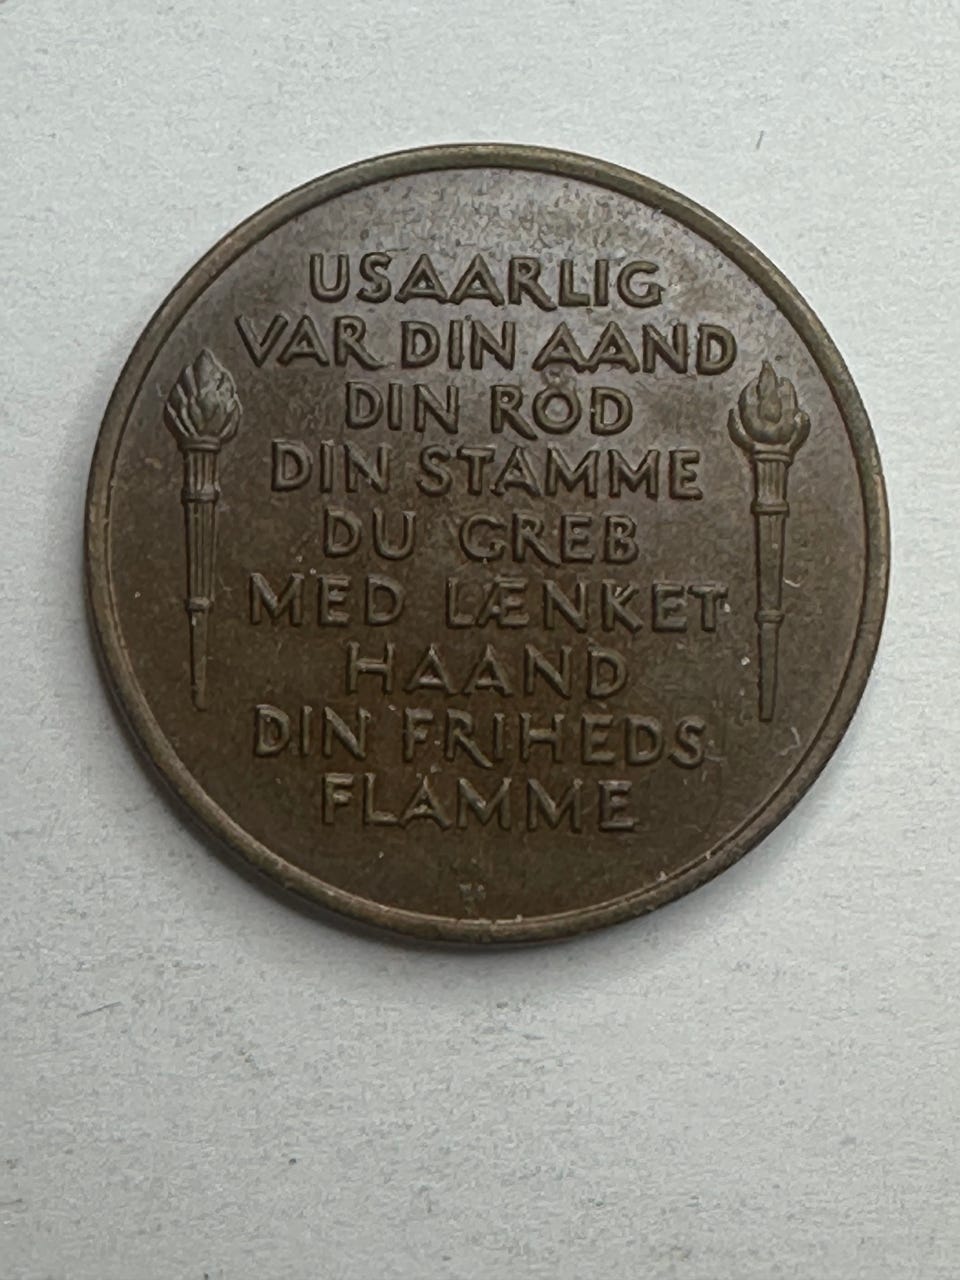 USAARLIG
VAR DIN AAND
DIN RÖD
DIN STAMME
DU GREB
MED LÆNKET
HAAND
DIN FRIHEDS
FLAMME